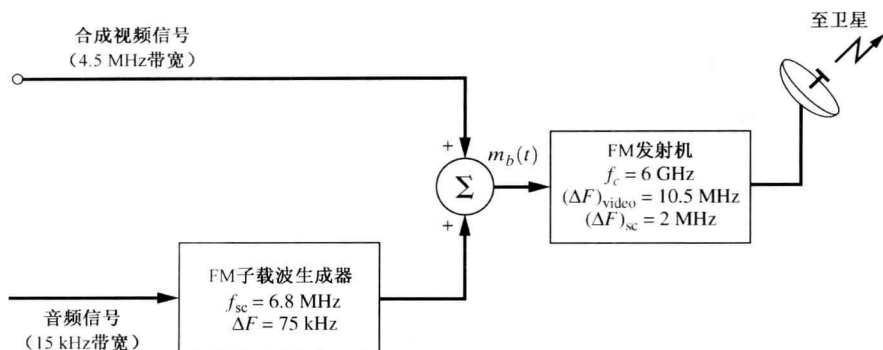 合成视频信号
（4.5 MHz带宽）
至卫星
+
m_b(t)
Σ
+
FM发射机
f_c = 6 GHz
(ΔF)_video = 10.5 MHz
(ΔF)_sc = 2 MHz
FM子载波生成器
f_sc = 6.8 MHz
ΔF = 75 kHz
音频信号
（15 kHz带宽）